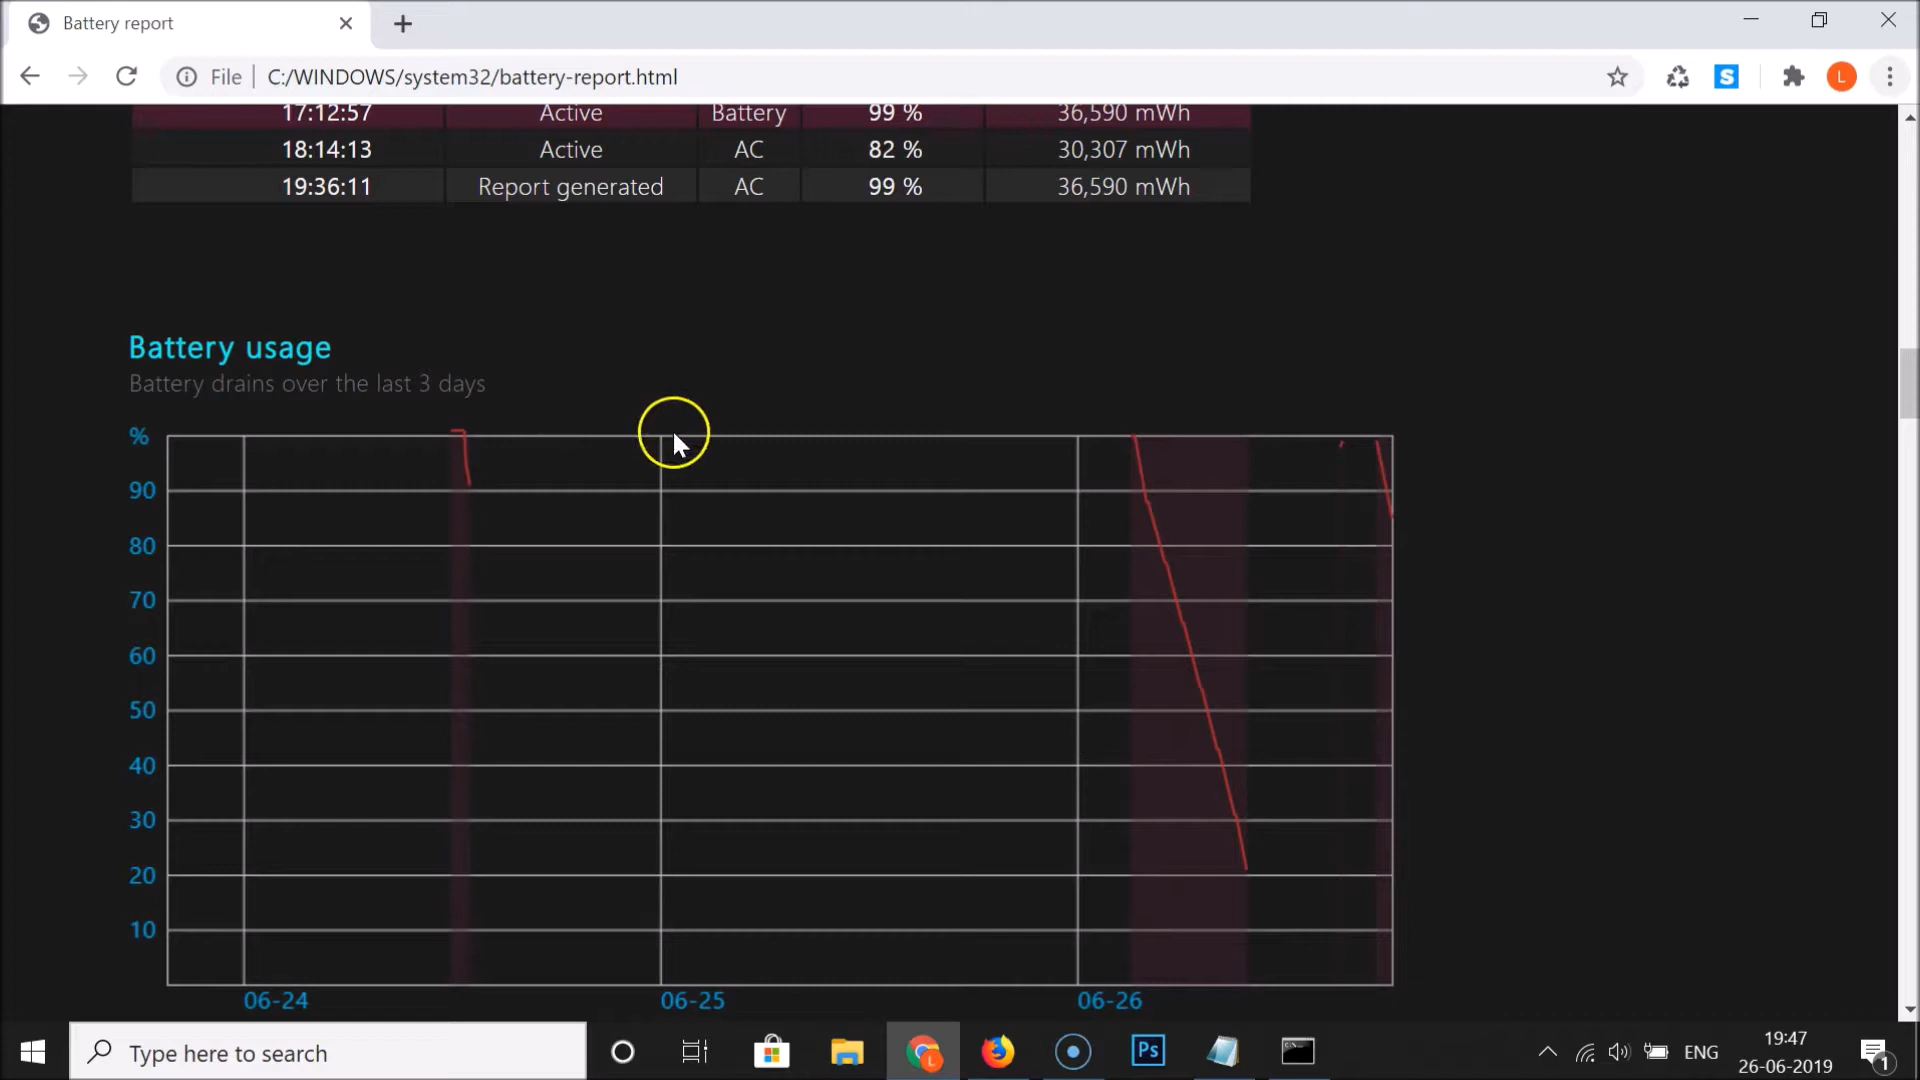 Battery report
File
C:/WINDOWS/system32/battery-report.html
S
L
17:12:57 Active Battery 99 % 36,590 mWh
18:14:13 Active AC 82 % 30,307 mWh
19:36:11 Report generated AC 99 % 36,590 mWh
Battery usage
Battery drains over the last 3 days
%
90
80
70
60
50
40
30
20
10
06-24 06-25 06-26
Type here to search
L
Ps
ENG
19:47
26-06-2019
1